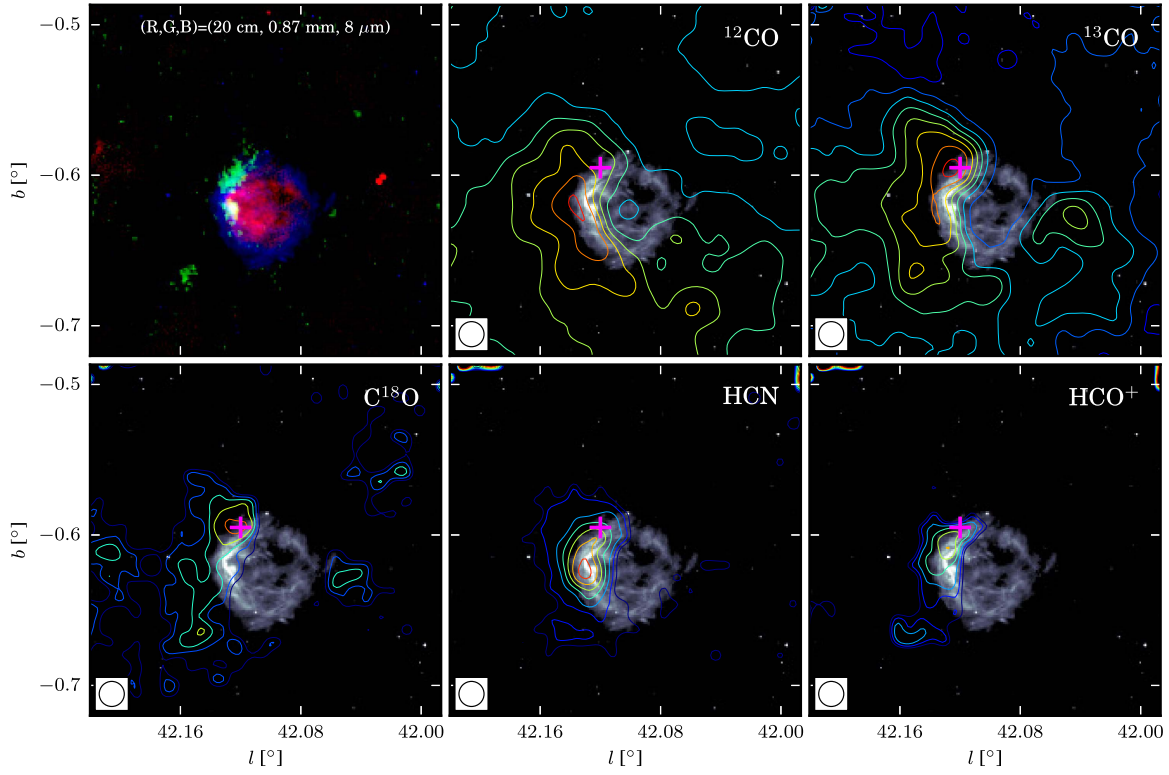 (R,G,B)=(20 cm, 0.87 mm, 8 μm)
¹²CO
¹³CO
−0.5
−0.6
−0.7
b [°]
42.16
42.08
42.00
42.16
42.08
42.00
C¹⁸O
HCN
HCO⁺
−0.5
−0.6
−0.7
b [°]
42.16
42.08
42.00
l [°]
l [°]
l [°]